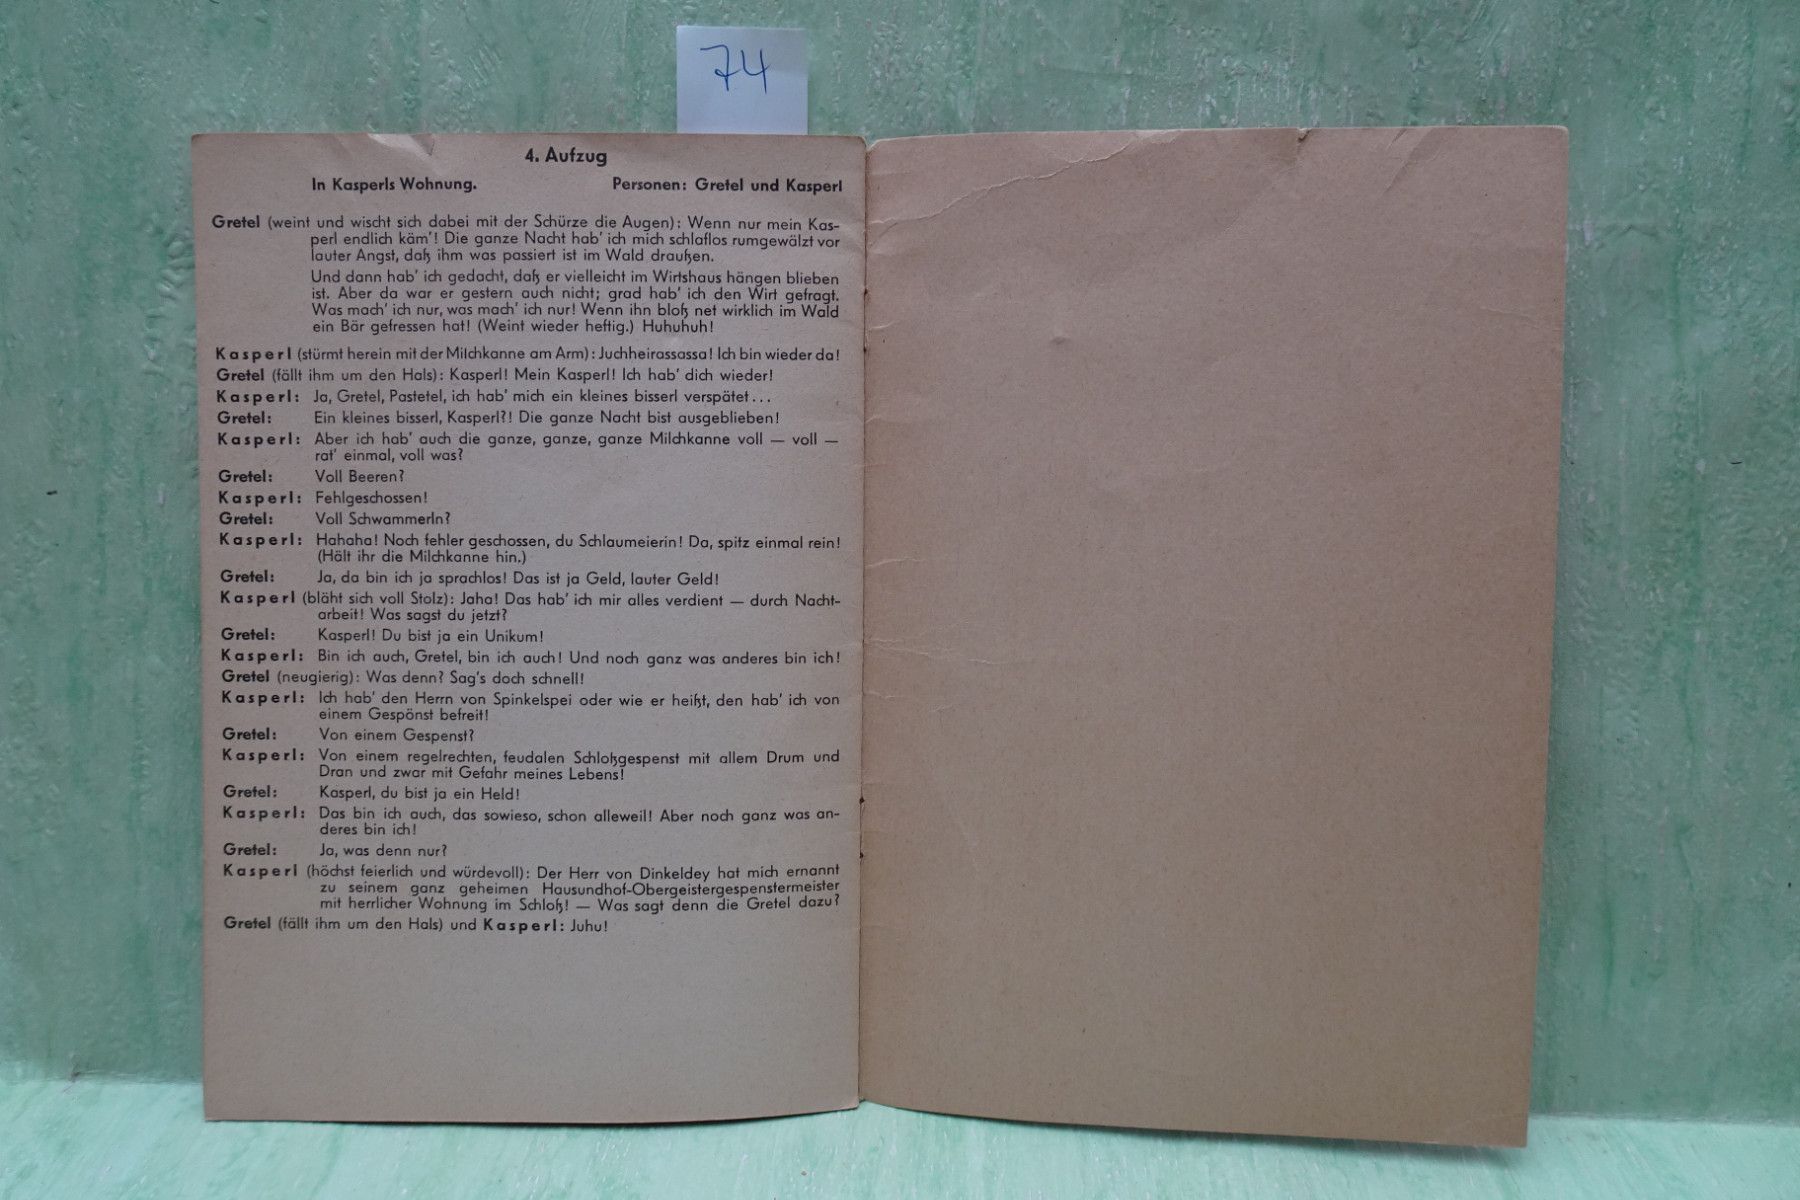 74
4. Aufzug
In Kasperls Wohnung. Personen: Gretel und Kasperl
Gretel (weint und wischt sich dabei mit der Schürze die Augen): Wenn nur mein Kas-
perl endlich käm'! Die ganze Nacht hab' ich mich schlaflos rumgewälzt vor
lauter Angst, daß ihm was passiert ist im Wald draußen.
Und dann hab' ich gedacht, daß er vielleicht im Wirtshaus hängen blieben
ist. Aber da war er gestern auch nicht; grad hab' ich den Wirt gefragt.
Was mach' ich nur, was mach' ich nur! Wenn ihn bloß net wirklich im Wald
ein Bär gefressen hat! (Weint wieder heftig.) Huhuhuh!
Kasperl (stürmt herein mit der Milchkanne am Arm): Juchheirassassa! Ich bin wieder da!
Gretel (fällt ihm um den Hals): Kasperl! Mein Kasperl! Ich hab' dich wieder!
Kasperl: Ja, Gretel, Pastetel, ich hab' mich ein kleines bisserl verspätet...
Gretel: Ein kleines bisserl, Kasperl?! Die ganze Nacht bist ausgeblieben!
Kasperl: Aber ich hab' auch die ganze, ganze, ganze Milchkanne voll — voll —
rat' einmal, voll was?
Gretel: Voll Beeren?
Kasperl: Fehlgeschossen!
Gretel: Voll Schwammerln?
Kasperl: Hahaha! Noch fehler geschossen, du Schlaumeierin! Da, spitz einmal rein!
(Hält ihr die Milchkanne hin.)
Gretel: Ja, da bin ich ja sprachlos! Das ist ja Geld, lauter Geld!
Kasperl (bläht sich voll Stolz): Jaha! Das hab' ich mir alles verdient — durch Nacht-
arbeit! Was sagst du jetzt?
Gretel: Kasperl! Du bist ja ein Unikum!
Kasperl: Bin ich auch, Gretel, bin ich auch! Und noch ganz was anderes bin ich!
Gretel (neugierig): Was denn? Sag's doch schnell!
Kasperl: Ich hab' den Herrn von Spinkelspei oder wie er heißt, den hab' ich von
einem Gespönst befreit!
Gretel: Von einem Gespenst?
Kasperl: Von einem regelrechten, feudalen Schloßgespenst mit allem Drum und
Dran und zwar mit Gefahr meines Lebens!
Gretel: Kasperl, du bist ja ein Held!
Kasperl: Das bin ich auch, das sowieso, schon alleweil! Aber noch ganz was an-
deres bin ich!
Gretel: Ja, was denn nur?
Kasperl (höchst feierlich und würdevoll): Der Herr von Dinkeldey hat mich ernannt
zu seinem ganz geheimen Hausundhof-Obergeistergespenstermeister
mit herrlicher Wohnung im Schloß! — Was sagt denn die Gretel dazu?
Gretel (fällt ihm um den Hals) und Kasperl: Juhu!